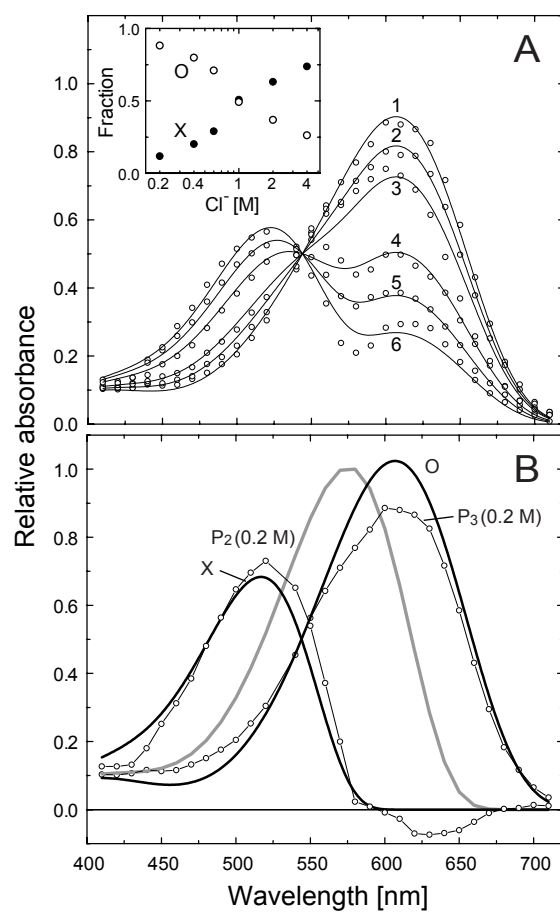 A
1.0
0.5
0.0
Fraction
O
X
0.2 0.4 1 2 4
Cl⁻ [M]
1
2
3
4
5
6
1.0
0.8
0.6
0.4
0.2
0.0
Relative absorbance
B
O
P₃ (0.2 M)
P₂ (0.2 M)
X
1.0
0.8
0.6
0.4
0.2
0.0
400 450 500 550 600 650 700
Wavelength [nm]